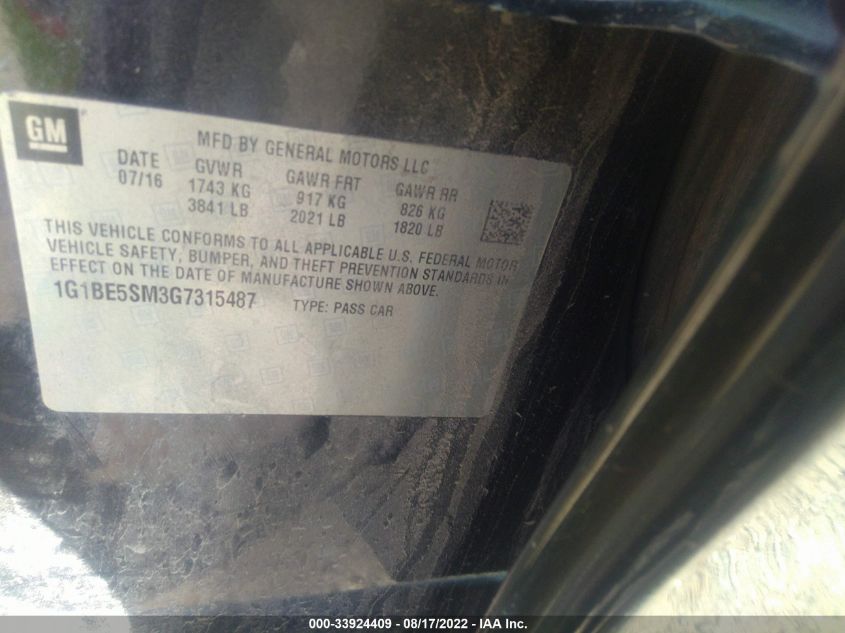 GM
MFD BY GENERAL MOTORS LLC
DATE GVWR GAWR FRT GAWR RR
07/16 1743 KG 917 KG 826 KG
3841 LB 2021 LB 1820 LB
THIS VEHICLE CONFORMS TO ALL APPLICABLE U.S. FEDERAL MOTOR
VEHICLE SAFETY, BUMPER, AND THEFT PREVENTION STANDARDS IN
EFFECT ON THE DATE OF MANUFACTURE SHOWN ABOVE.
1G1BE5SM3G7315487 TYPE: PASS CAR
000-33924409 - 08/17/2022 - IAA Inc.